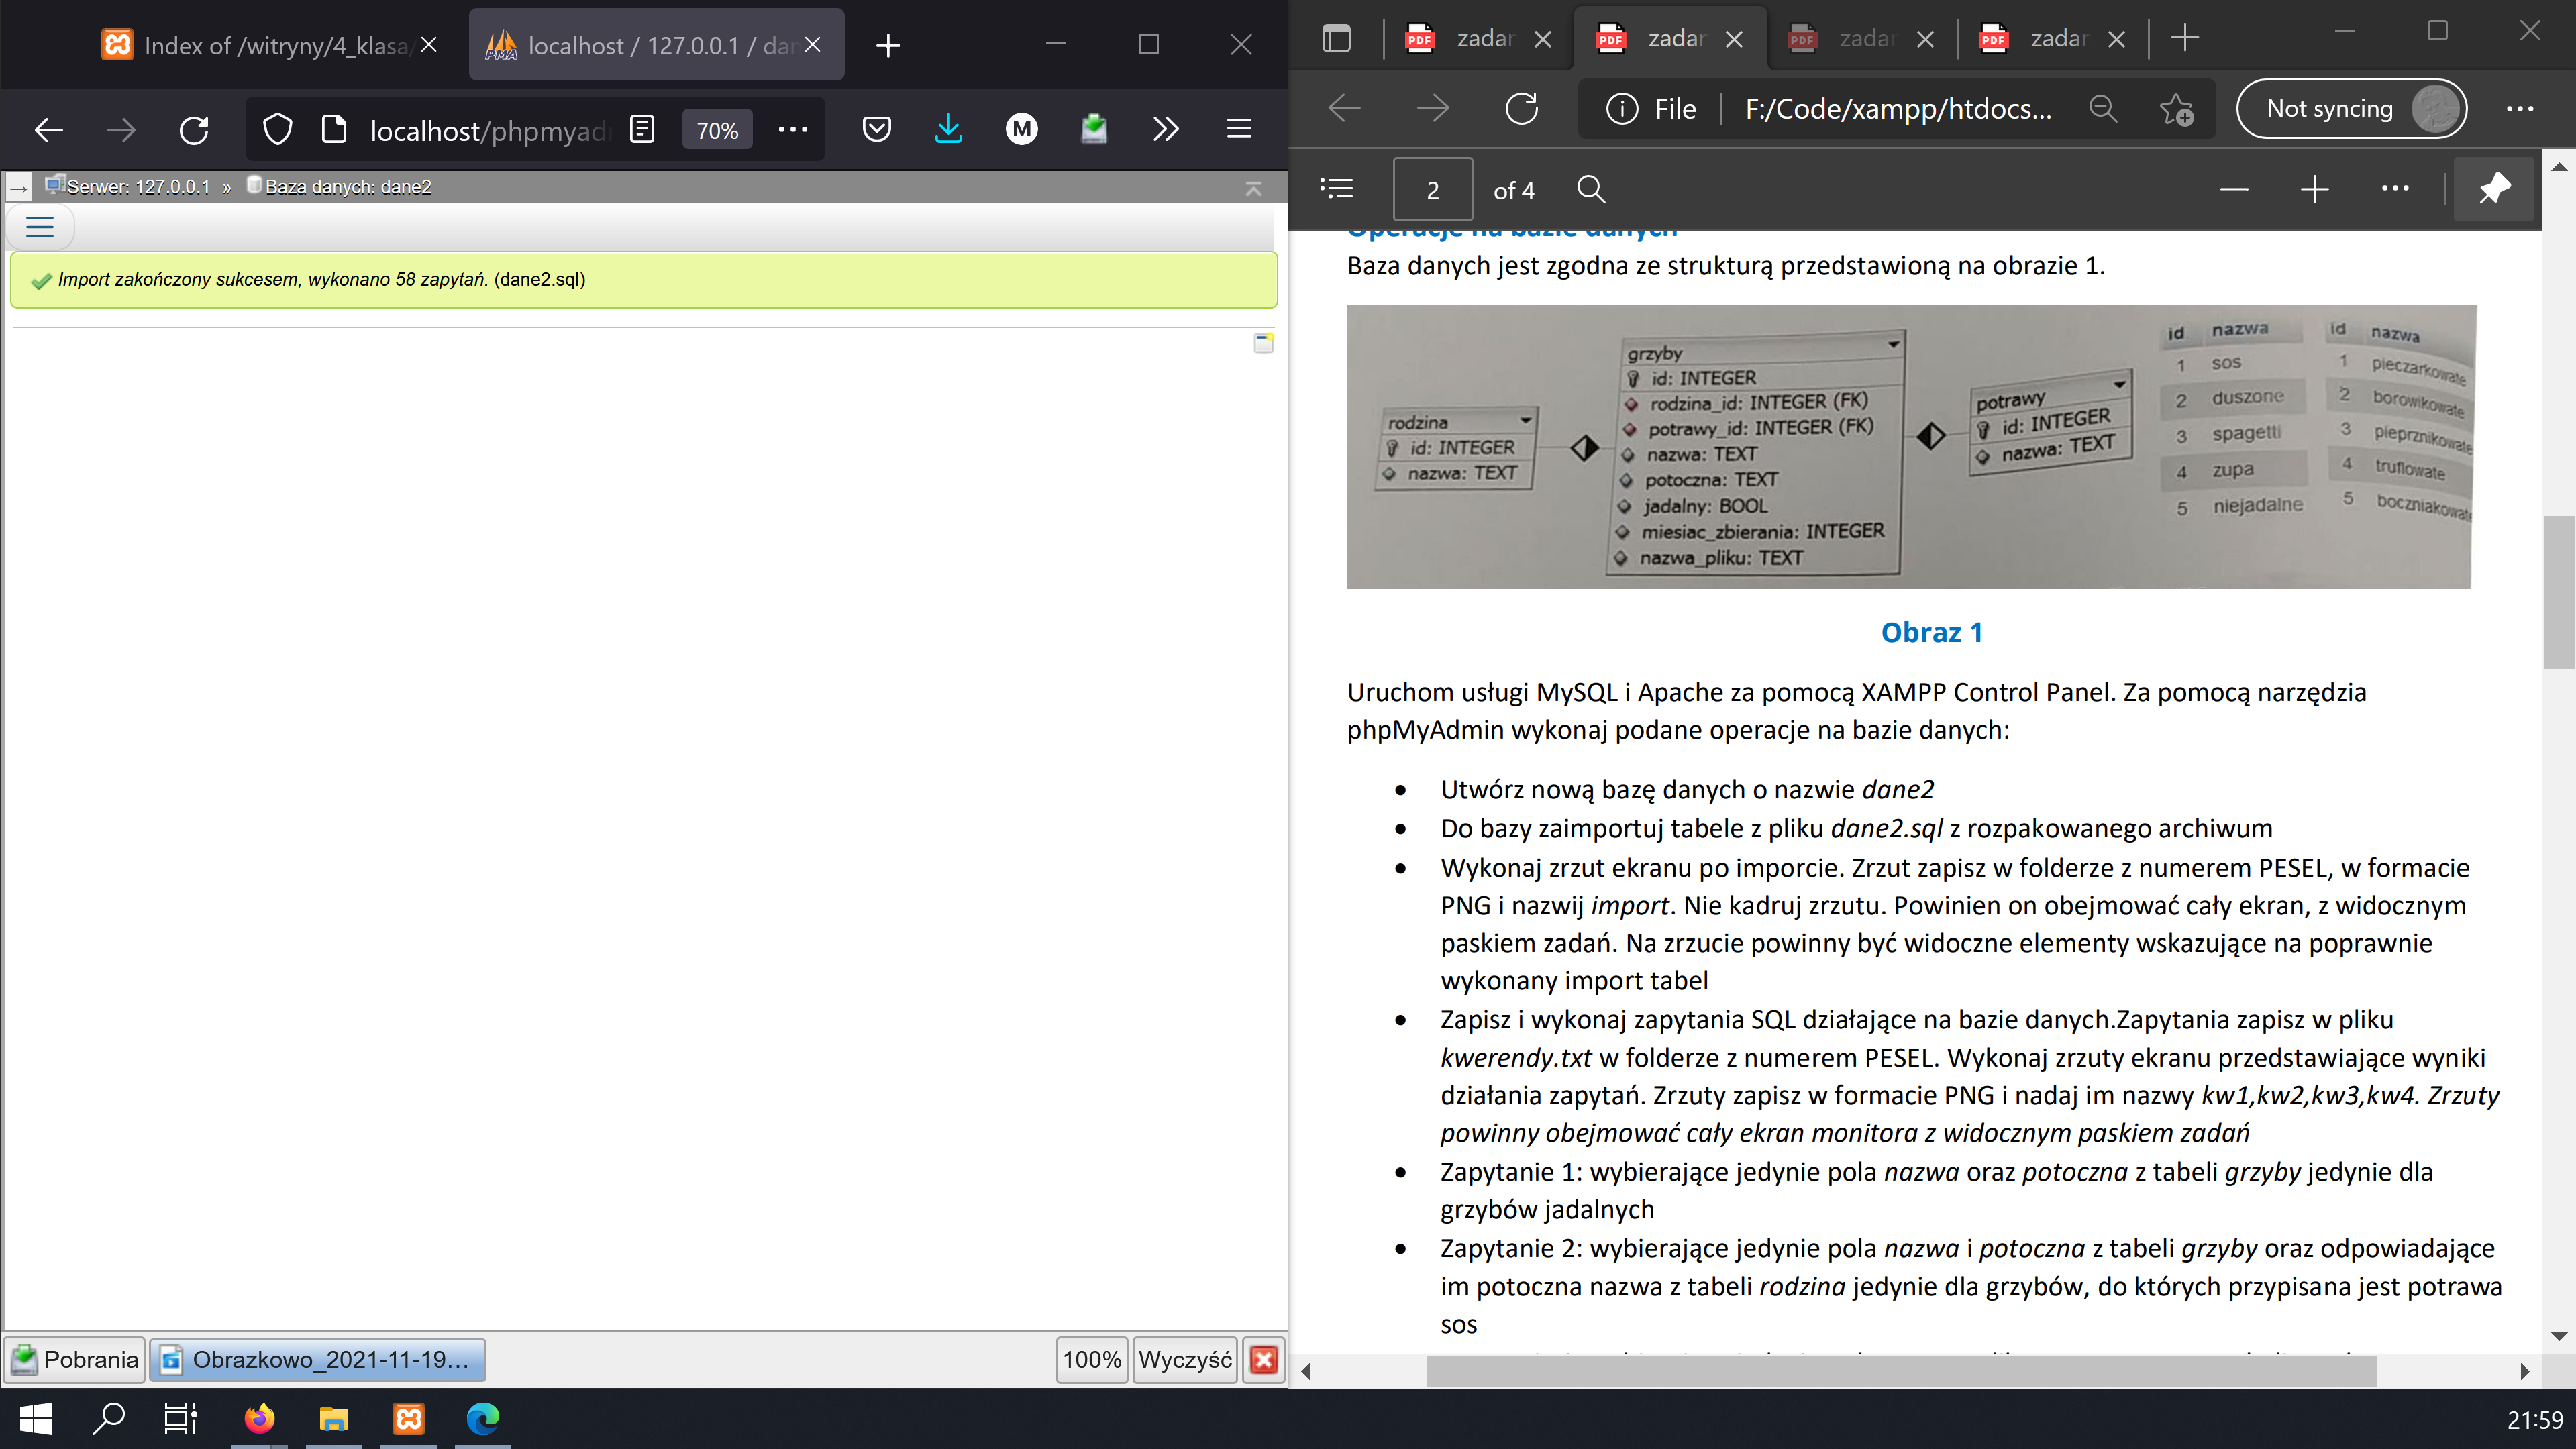 Index of /witryny/4_klasa/
localhost / 127.0.0.1 / dan
localhost/phpmyad
70%
M
Serwer: 127.0.0.1 » Baza danych: dane2
Import zakończony sukcesem, wykonano 58 zapytań. (dane2.sql)
Pobrania
Obrazkowo_2021-11-19...
100%
Wyczyść
PDF zadar
PDF zadar
PDF zadar
PDF zadar
File
F:/Code/xampp/htdocs...
Not syncing
2 of 4
Operacje na bazie danych
Baza danych jest zgodna ze strukturą przedstawioną na obrazie 1.
rodzina
id: INTEGER
nazwa: TEXT
grzyby
id: INTEGER
rodzina_id: INTEGER (FK)
potrawy_id: INTEGER (FK)
nazwa: TEXT
potoczna: TEXT
jadalny: BOOL
miesiac_zbierania: INTEGER
nazwa_pliku: TEXT
potrawy
id: INTEGER
nazwa: TEXT
id nazwa
1 sos
2 duszone
3 spagetti
4 zupa
5 niejadalne
id nazwa
1 pieczarkowate
2 borowikowate
3 pieprznikowate
4 truflowate
5 boczniakowate
Obraz 1
Uruchom usługi MySQL i Apache za pomocą XAMPP Control Panel. Za pomocą narzędzia
phpMyAdmin wykonaj podane operacje na bazie danych:
• Utwórz nową bazę danych o nazwie dane2
• Do bazy zaimportuj tabele z pliku dane2.sql z rozpakowanego archiwum
• Wykonaj zrzut ekranu po imporcie. Zrzut zapisz w folderze z numerem PESEL, w formacie
PNG i nazwij import. Nie kadruj zrzutu. Powinien on obejmować cały ekran, z widocznym
paskiem zadań. Na zrzucie powinny być widoczne elementy wskazujące na poprawnie
wykonany import tabel
• Zapisz i wykonaj zapytania SQL działające na bazie danych.Zapytania zapisz w pliku
kwerendy.txt w folderze z numerem PESEL. Wykonaj zrzuty ekranu przedstawiające wyniki
działania zapytań. Zrzuty zapisz w formacie PNG i nadaj im nazwy kw1,kw2,kw3,kw4. Zrzuty
powinny obejmować cały ekran monitora z widocznym paskiem zadań
• Zapytanie 1: wybierające jedynie pola nazwa oraz potoczna z tabeli grzyby jedynie dla
grzybów jadalnych
• Zapytanie 2: wybierające jedynie pola nazwa i potoczna z tabeli grzyby oraz odpowiadające
im potoczna nazwa z tabeli rodzina jedynie dla grzybów, do których przypisana jest potrawa
sos
21:59